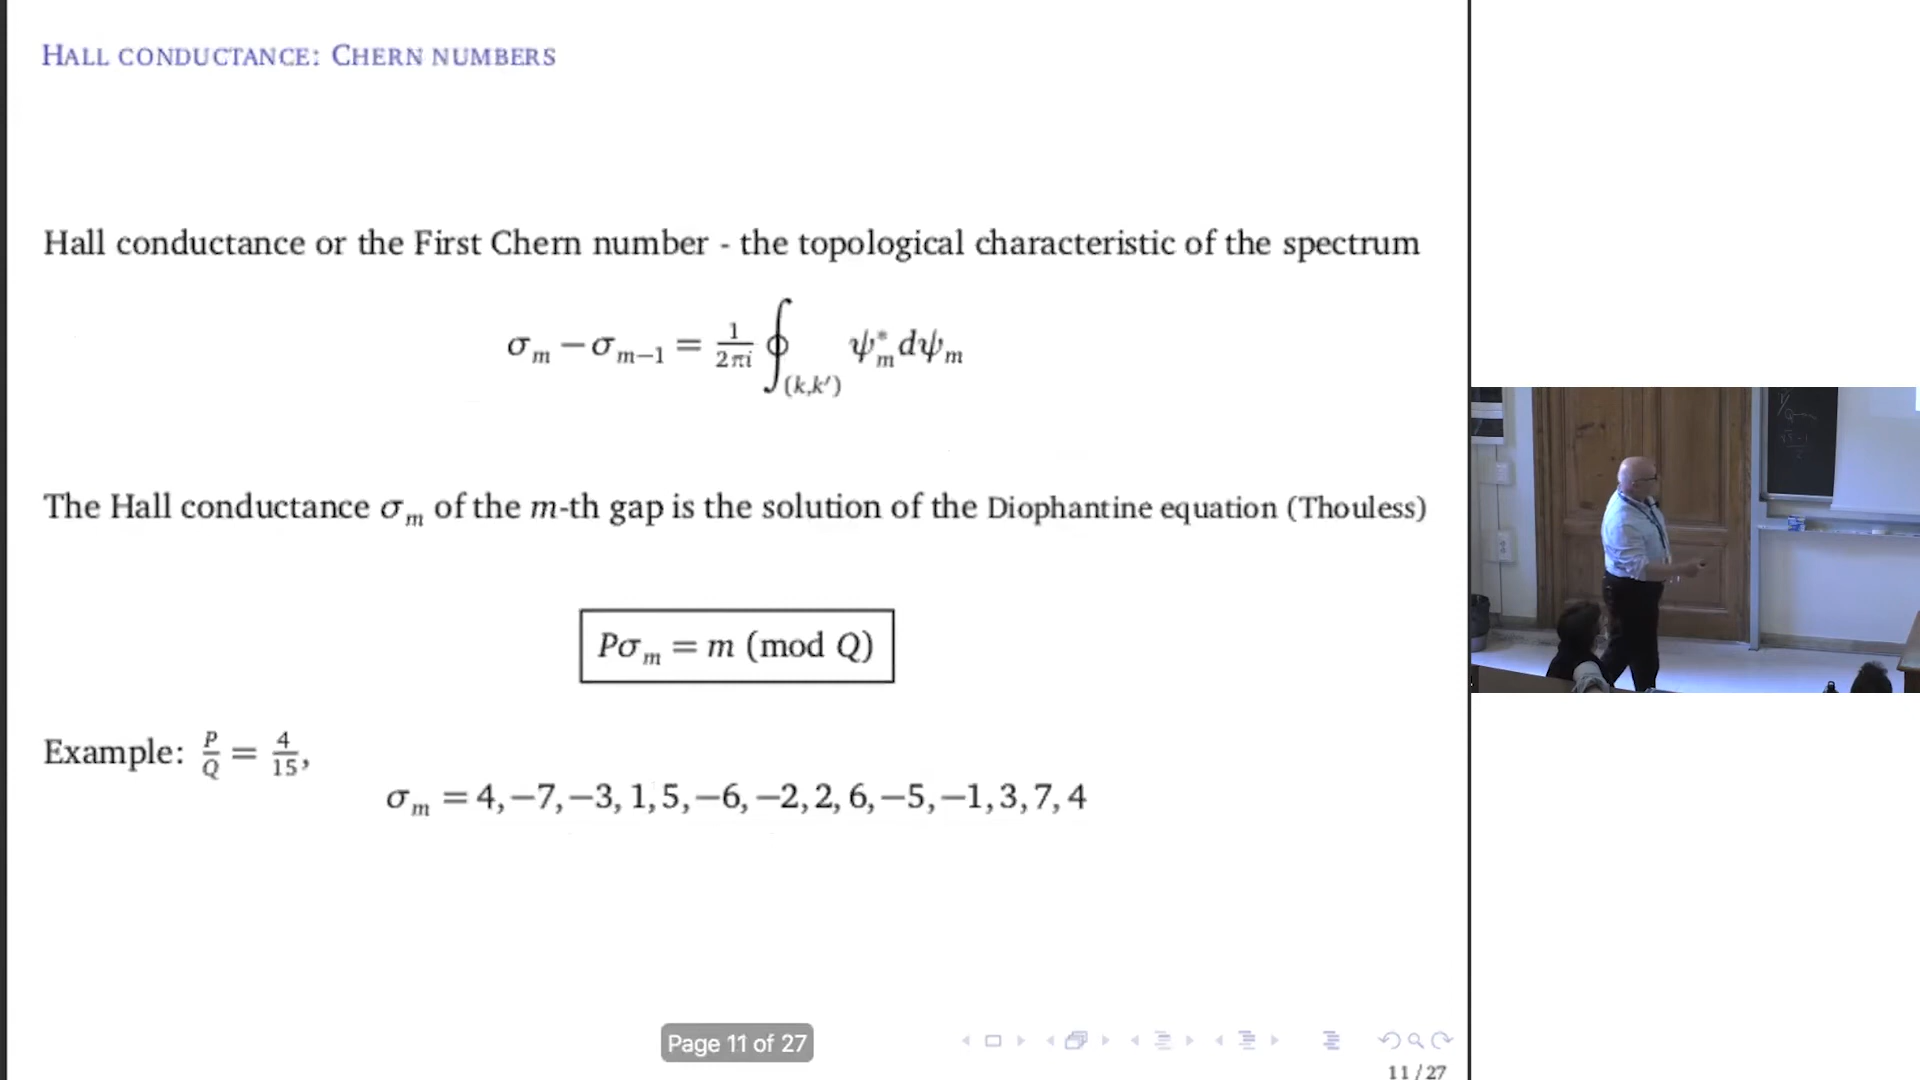 HALL CONDUCTANCE: CHERN NUMBERS
Hall conductance or the First Chern number - the topological characteristic of the spectrum
σ_m − σ_{m−1} = \frac{1}{2πi} ∮_{(k,k′)} ψ*_m dψ_m
The Hall conductance σ_m of the m-th gap is the solution of the Diophantine equation (Thouless)
Pσ_m = m (mod Q)
Example: \frac{P}{Q} = \frac{4}{15},
σ_m = 4, −7, −3, 1, 5, −6, −2, 2, 6, −5, −1, 3, 7, 4
Page 11 of 27
11 / 27